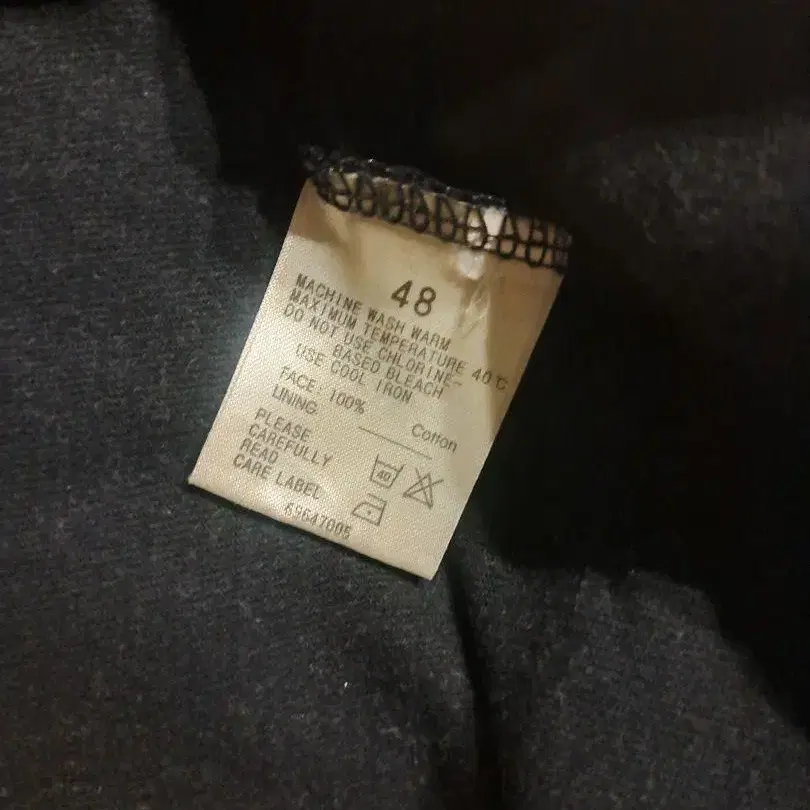 48
MACHINE WASH WARM
MAXIMUM TEMPERATURE 40℃
DO NOT USE CHLORINE-
BASED BLEACH
USE COOL IRON
FACE 100% Cotton
LINING
PLEASE
CAREFULLY
READ
CARE LABEL
40